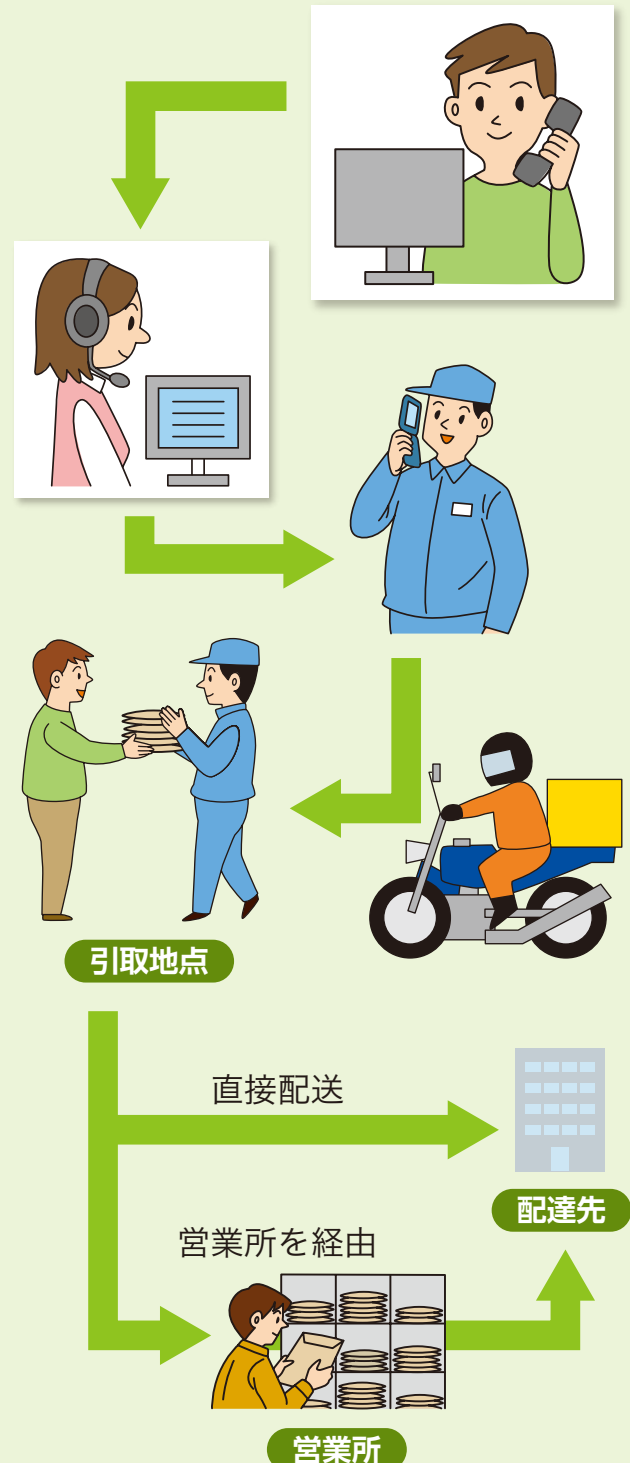 引取地点
直接配送
配達先
営業所を経由
営業所